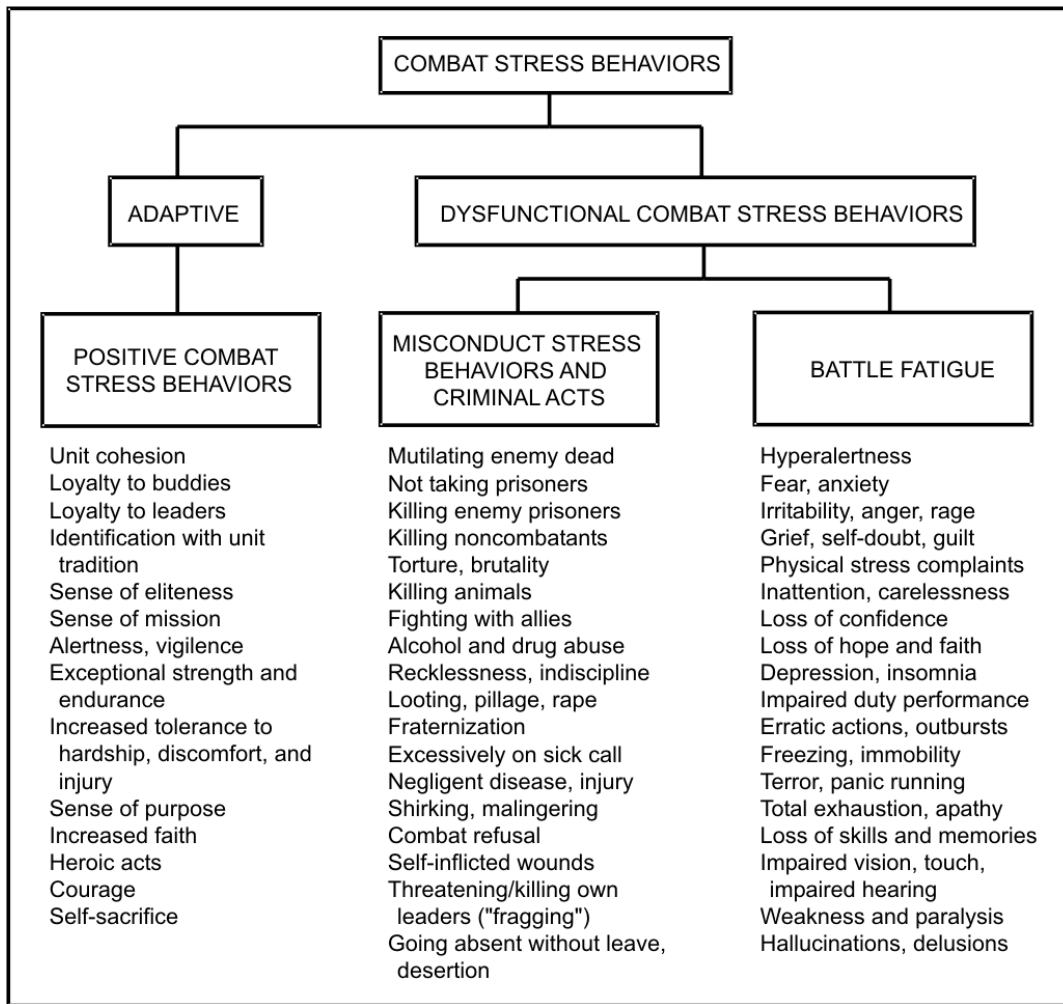 COMBAT STRESS BEHAVIORS
ADAPTIVE
DYSFUNCTIONAL COMBAT STRESS BEHAVIORS
POSITIVE COMBAT
STRESS BEHAVIORS
MISCONDUCT STRESS
BEHAVIORS AND
CRIMINAL ACTS
BATTLE FATIGUE
Unit cohesion
Loyalty to buddies
Loyalty to leaders
Identification with unit
tradition
Sense of eliteness
Sense of mission
Alertness, vigilence
Exceptional strength and
endurance
Increased tolerance to
hardship, discomfort, and
injury
Sense of purpose
Increased faith
Heroic acts
Courage
Self-sacrifice
Mutilating enemy dead
Not taking prisoners
Killing enemy prisoners
Killing noncombatants
Torture, brutality
Killing animals
Fighting with allies
Alcohol and drug abuse
Recklessness, indiscipline
Looting, pillage, rape
Fraternization
Excessively on sick call
Negligent disease, injury
Shirking, malingering
Combat refusal
Self-inflicted wounds
Threatening/killing own
leaders ("fragging")
Going absent without leave,
desertion
Hyperalertness
Fear, anxiety
Irritability, anger, rage
Grief, self-doubt, guilt
Physical stress complaints
Inattention, carelessness
Loss of confidence
Loss of hope and faith
Depression, insomnia
Impaired duty performance
Erratic actions, outbursts
Freezing, immobility
Terror, panic running
Total exhaustion, apathy
Loss of skills and memories
Impaired vision, touch,
impaired hearing
Weakness and paralysis
Hallucinations, delusions